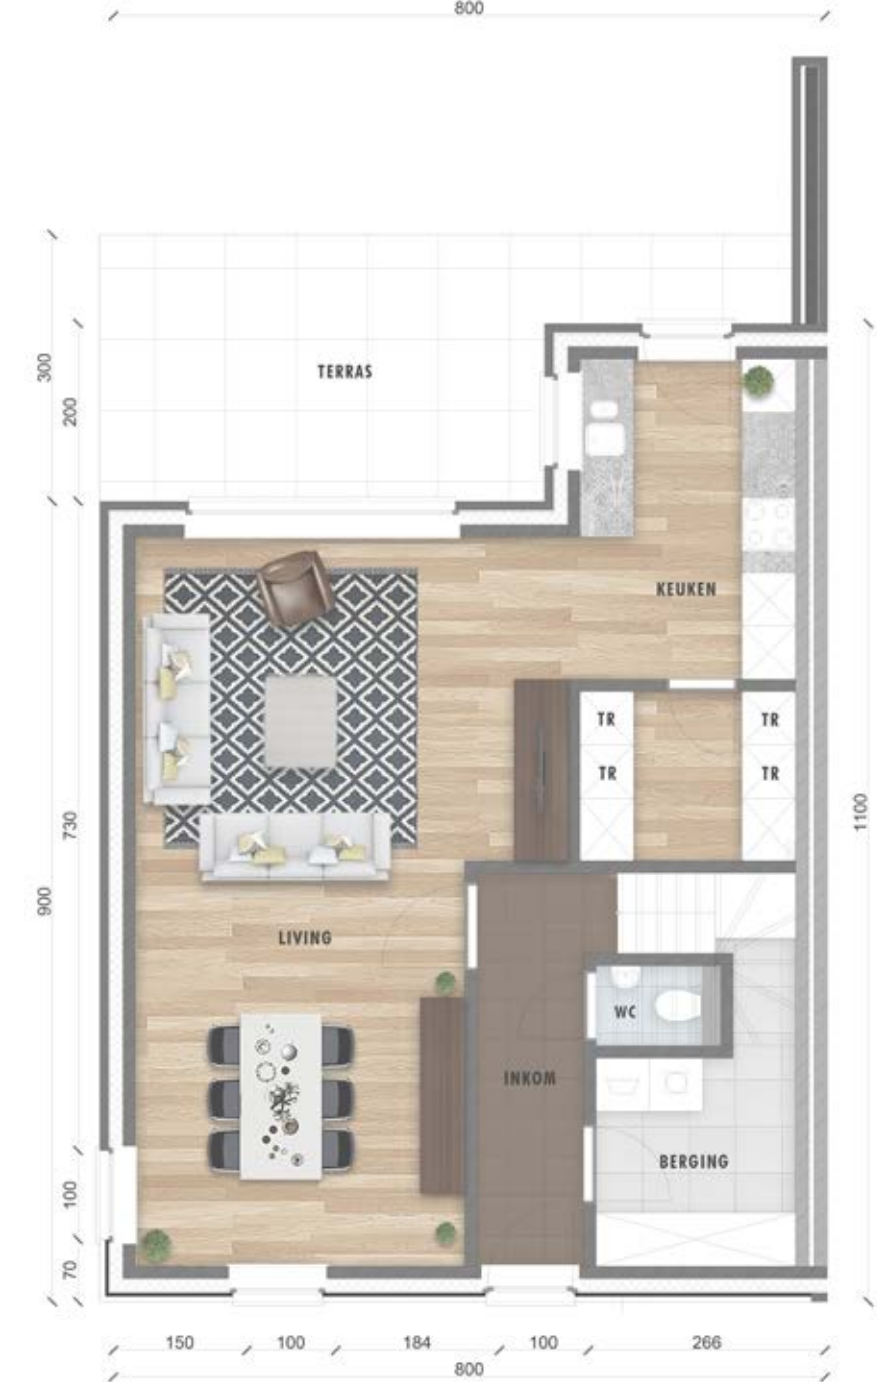 800
300
200
TERRAS
KEUKEN
TR
TR
TR
TR
730
1100
900
LIVING
WC
INKOM
BERGING
100
70
150
100
184
100
266
800